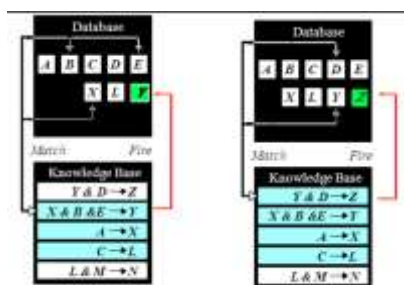 Database
A B C D E
X L Y
Match Fire
Knowledge Base
Y & D → Z
X & B & E → Y
A → X
C → L
L & M → N
Database
A B C D E
X L Y Z
Match Fire
Knowledge Base
Y & D → Z
X & B & E → Y
A → X
C → L
L & M → N